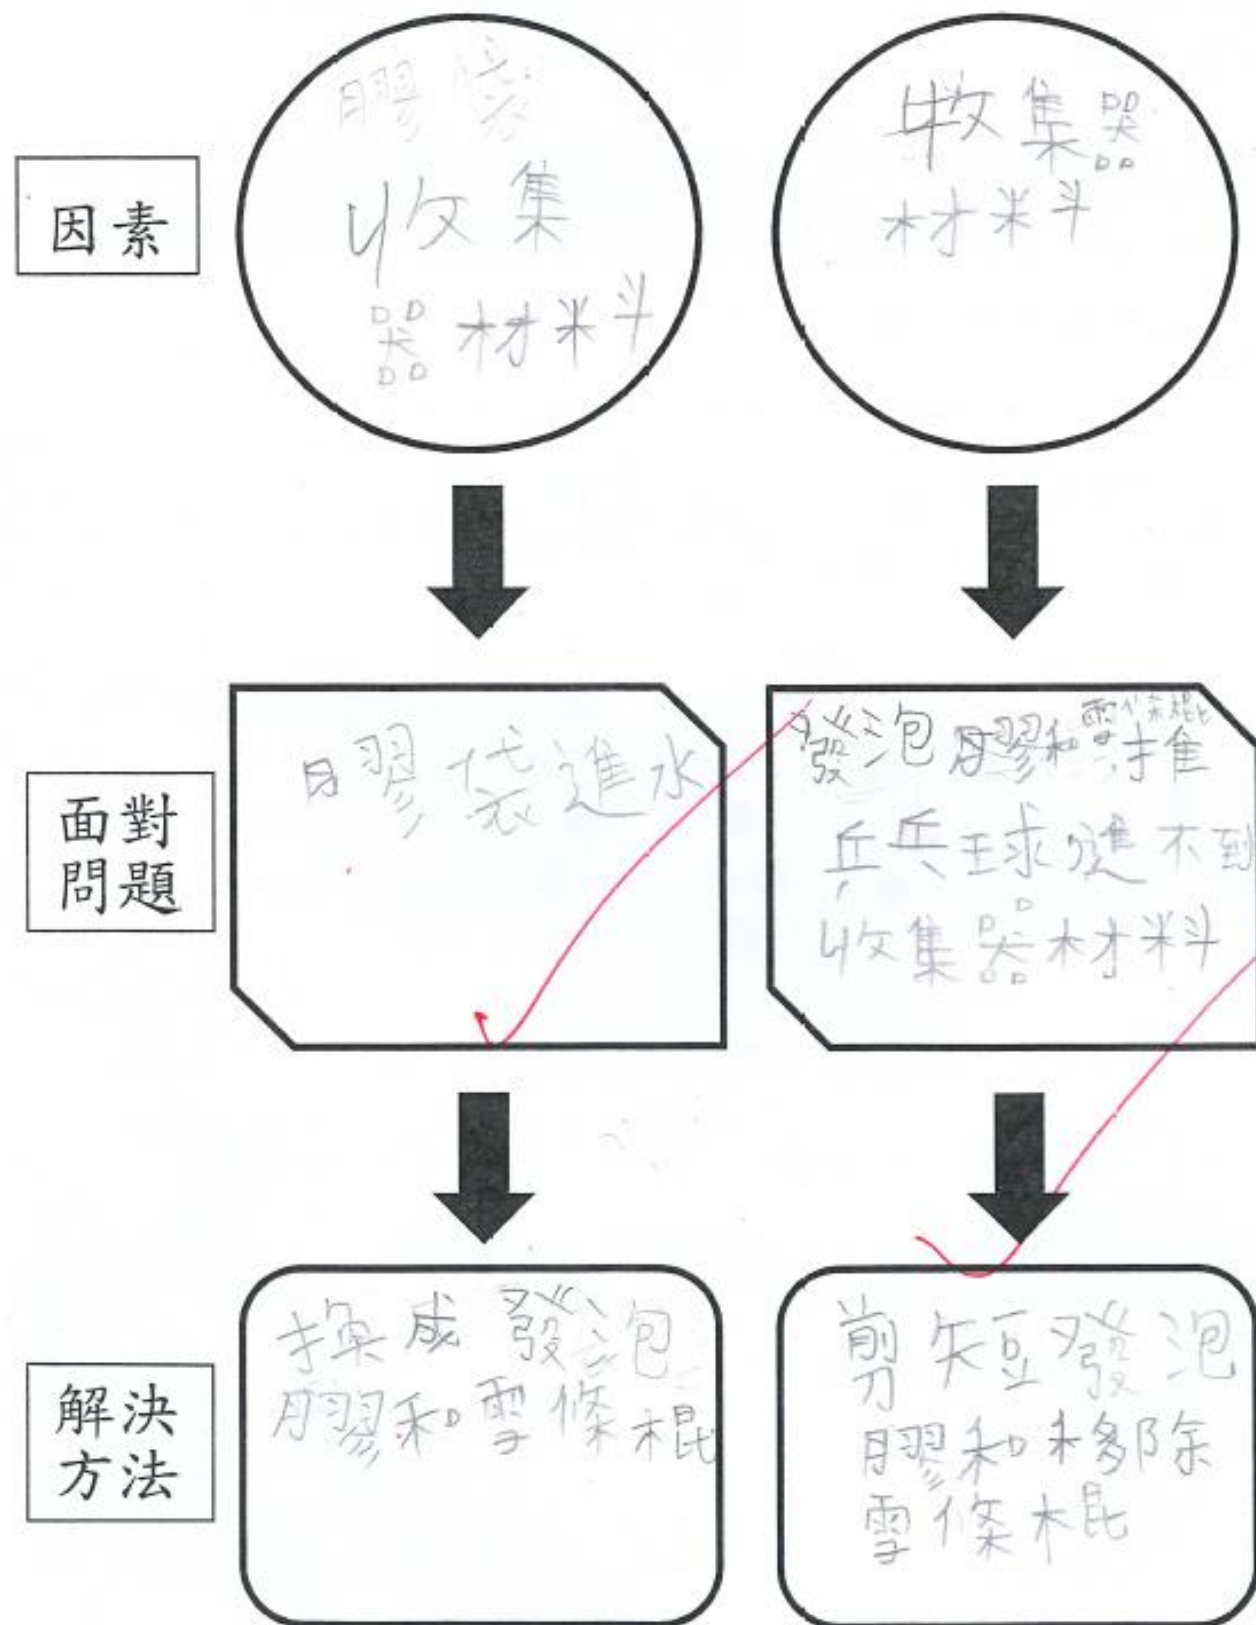 因素
膠袋
收集
器材料
收集器
材料
面對
問題
膠袋進水
發泡膠和雪條棍推
乒乓球進不到
收集器材料
解決
方法
換成發泡
膠和雪條棍
剪短發泡
膠和移除
雪條棍